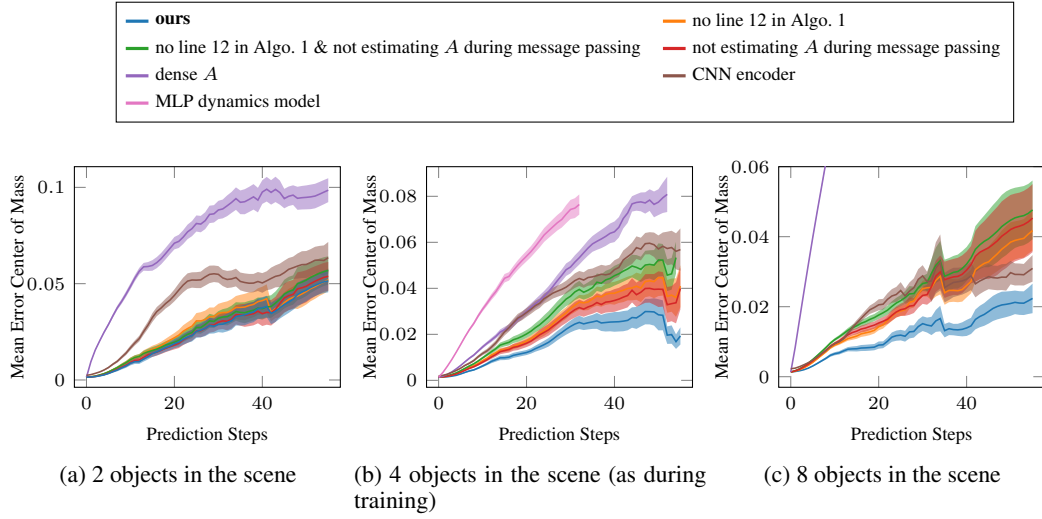 ours
no line 12 in Algo. 1
no line 12 in Algo. 1 & not estimating A during message passing
not estimating A during message passing
dense A
CNN encoder
MLP dynamics model
Mean Error Center of Mass
0.1
0.05
0
0
20
40
Prediction Steps
(a) 2 objects in the scene
Mean Error Center of Mass
0.08
0.06
0.04
0.02
0
0
20
40
Prediction Steps
(b) 4 objects in the scene (as during
training)
Mean Error Center of Mass
0.06
0.04
0.02
0
0
20
40
Prediction Steps
(c) 8 objects in the scene